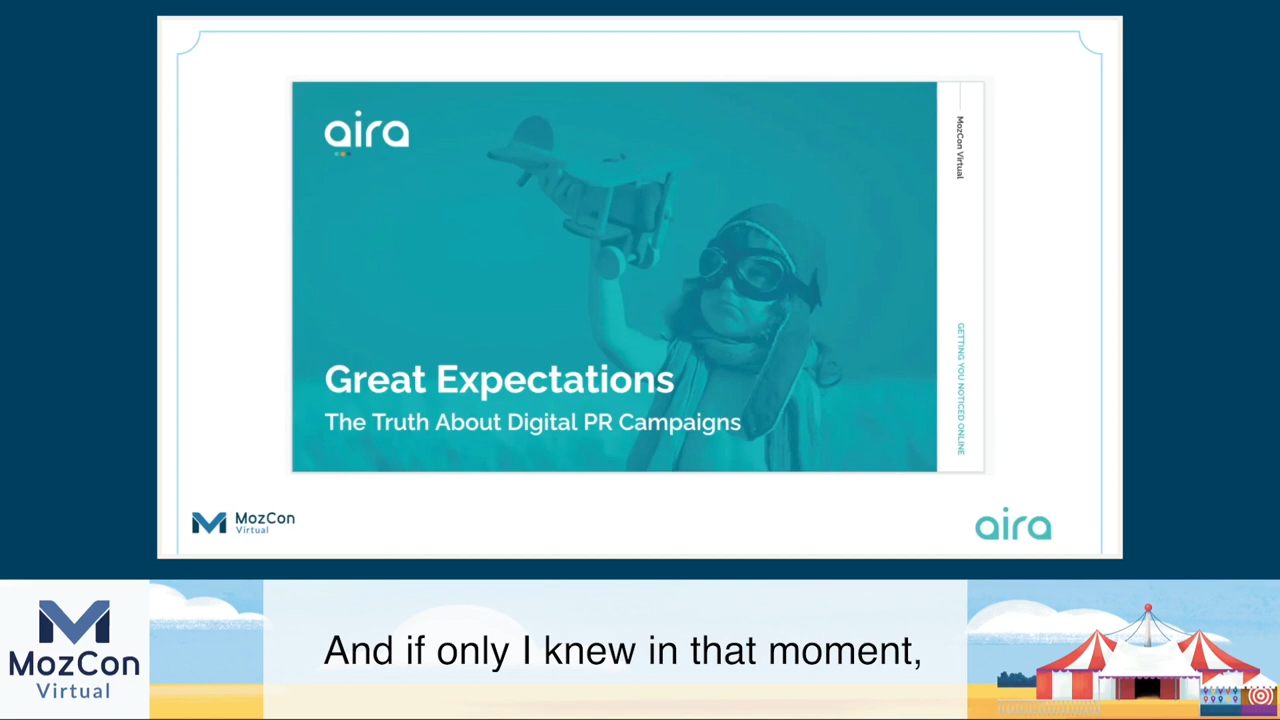 aira
MozCon Virtual
Great Expectations
The Truth About Digital PR Campaigns
GETTING YOU NOTICED ONLINE
MozCon
Virtual
aira
MozCon
Virtual
And if only I knew in that moment,